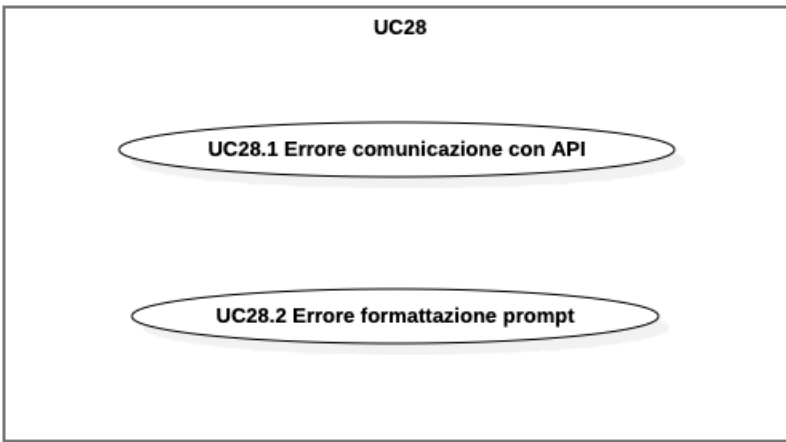 UC28
UC28.1 Errore comunicazione con API
UC28.2 Errore formattazione prompt